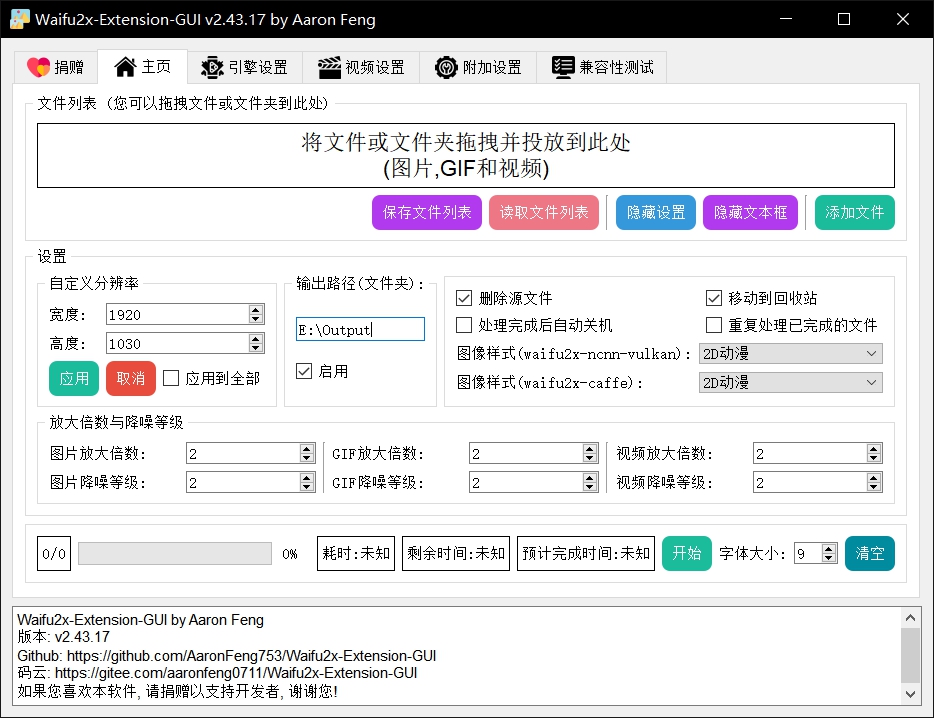 Waifu2x-Extension-GUI v2.43.17 by Aaron Feng
捐赠 主页 引擎设置 视频设置 附加设置 兼容性测试
文件列表 (您可以拖拽文件或文件夹到此处)
将文件或文件夹拖拽并投放到此处
(图片,GIF和视频)
保存文件列表 读取文件列表 隐藏设置 隐藏文本框 添加文件
设置
自定义分辨率
宽度: 1920
高度: 1030
应用 取消 应用到全部
输出路径(文件夹):
E:\Output
启用
删除源文件 移动到回收站
处理完成后自动关机 重复处理已完成的文件
图像样式(waifu2x-ncnn-vulkan): 2D动漫
图像样式(waifu2x-caffe): 2D动漫
放大倍数与降噪等级
图片放大倍数: 2 GIF放大倍数: 2 视频放大倍数: 2
图片降噪等级: 2 GIF降噪等级: 2 视频降噪等级: 2
0/0 0% 耗时:未知 剩余时间:未知 预计完成时间:未知 开始 字体大小: 9 清空
Waifu2x-Extension-GUI by Aaron Feng
版本: v2.43.17
Github: https://github.com/AaronFeng753/Waifu2x-Extension-GUI
码云: https://gitee.com/aaronfeng0711/Waifu2x-Extension-GUI
如果您喜欢本软件, 请捐赠以支持开发者, 谢谢您!